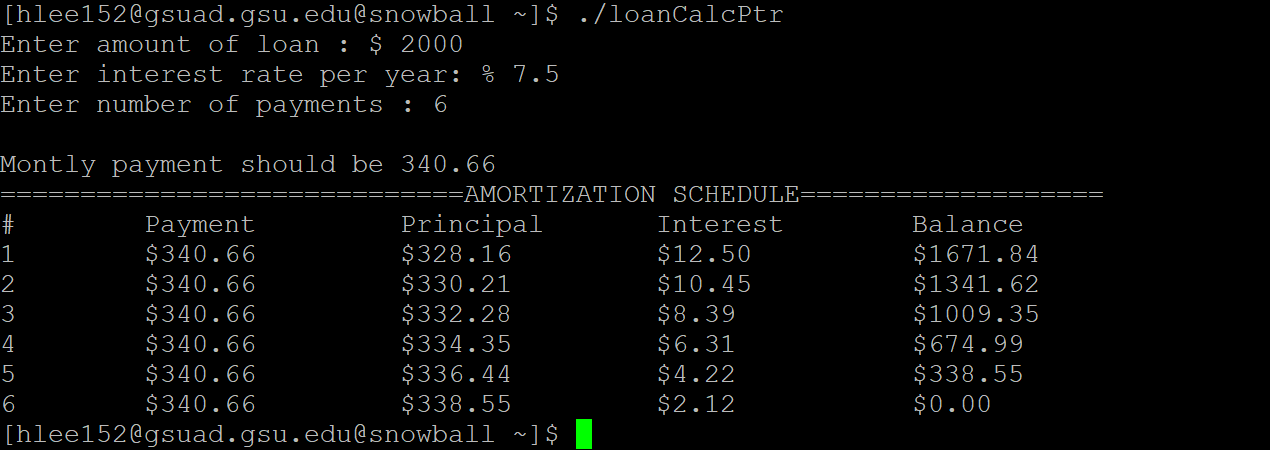 [hlee152@gsuad.gsu.edu@snowball ~]$ ./loanCalcPtr
Enter amount of loan : $ 2000
Enter interest rate per year: % 7.5
Enter number of payments : 6
Montly payment should be 340.66
=============================AMORTIZATION SCHEDULE===================
# Payment Principal Interest Balance
1 $340.66 $328.16 $12.50 $1671.84
2 $340.66 $330.21 $10.45 $1341.62
3 $340.66 $332.28 $8.39 $1009.35
4 $340.66 $334.35 $6.31 $674.99
5 $340.66 $336.44 $4.22 $338.55
6 $340.66 $338.55 $2.12 $0.00
[hlee152@gsuad.gsu.edu@snowball ~]$